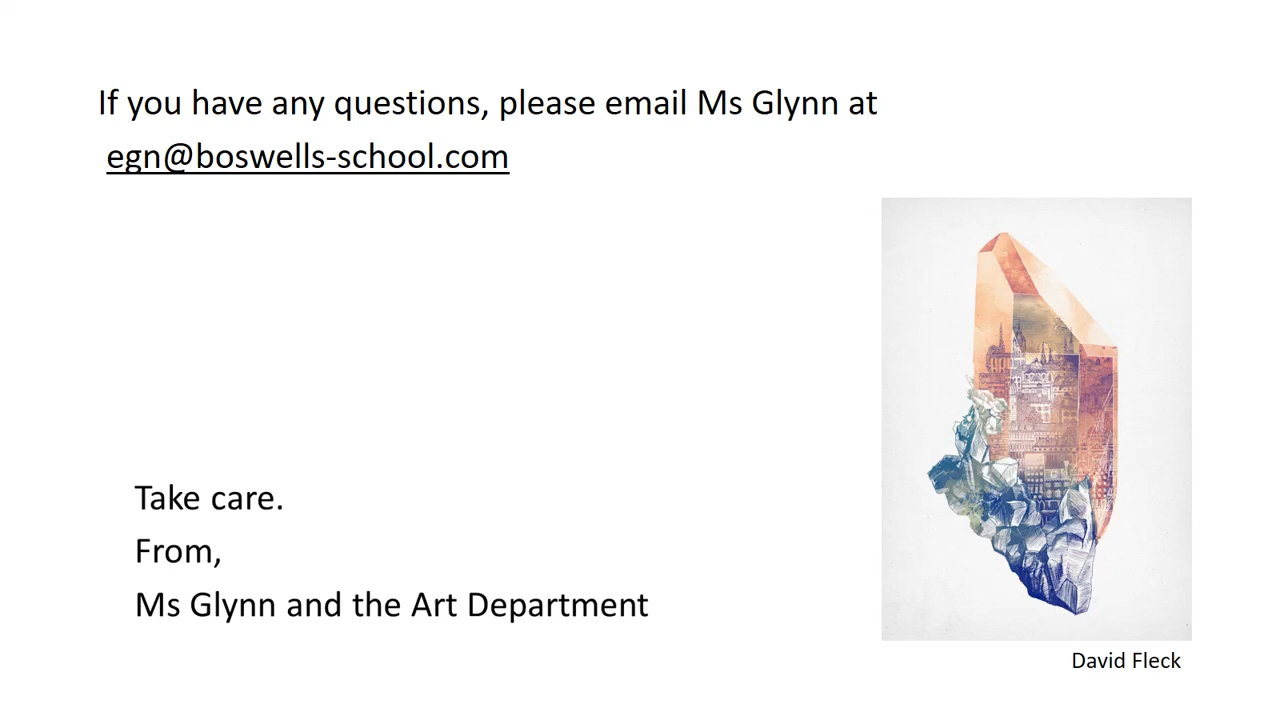 If you have any questions, please email Ms Glynn at
egn@boswells-school.com
Take care.
From,
Ms Glynn and the Art Department
David Fleck